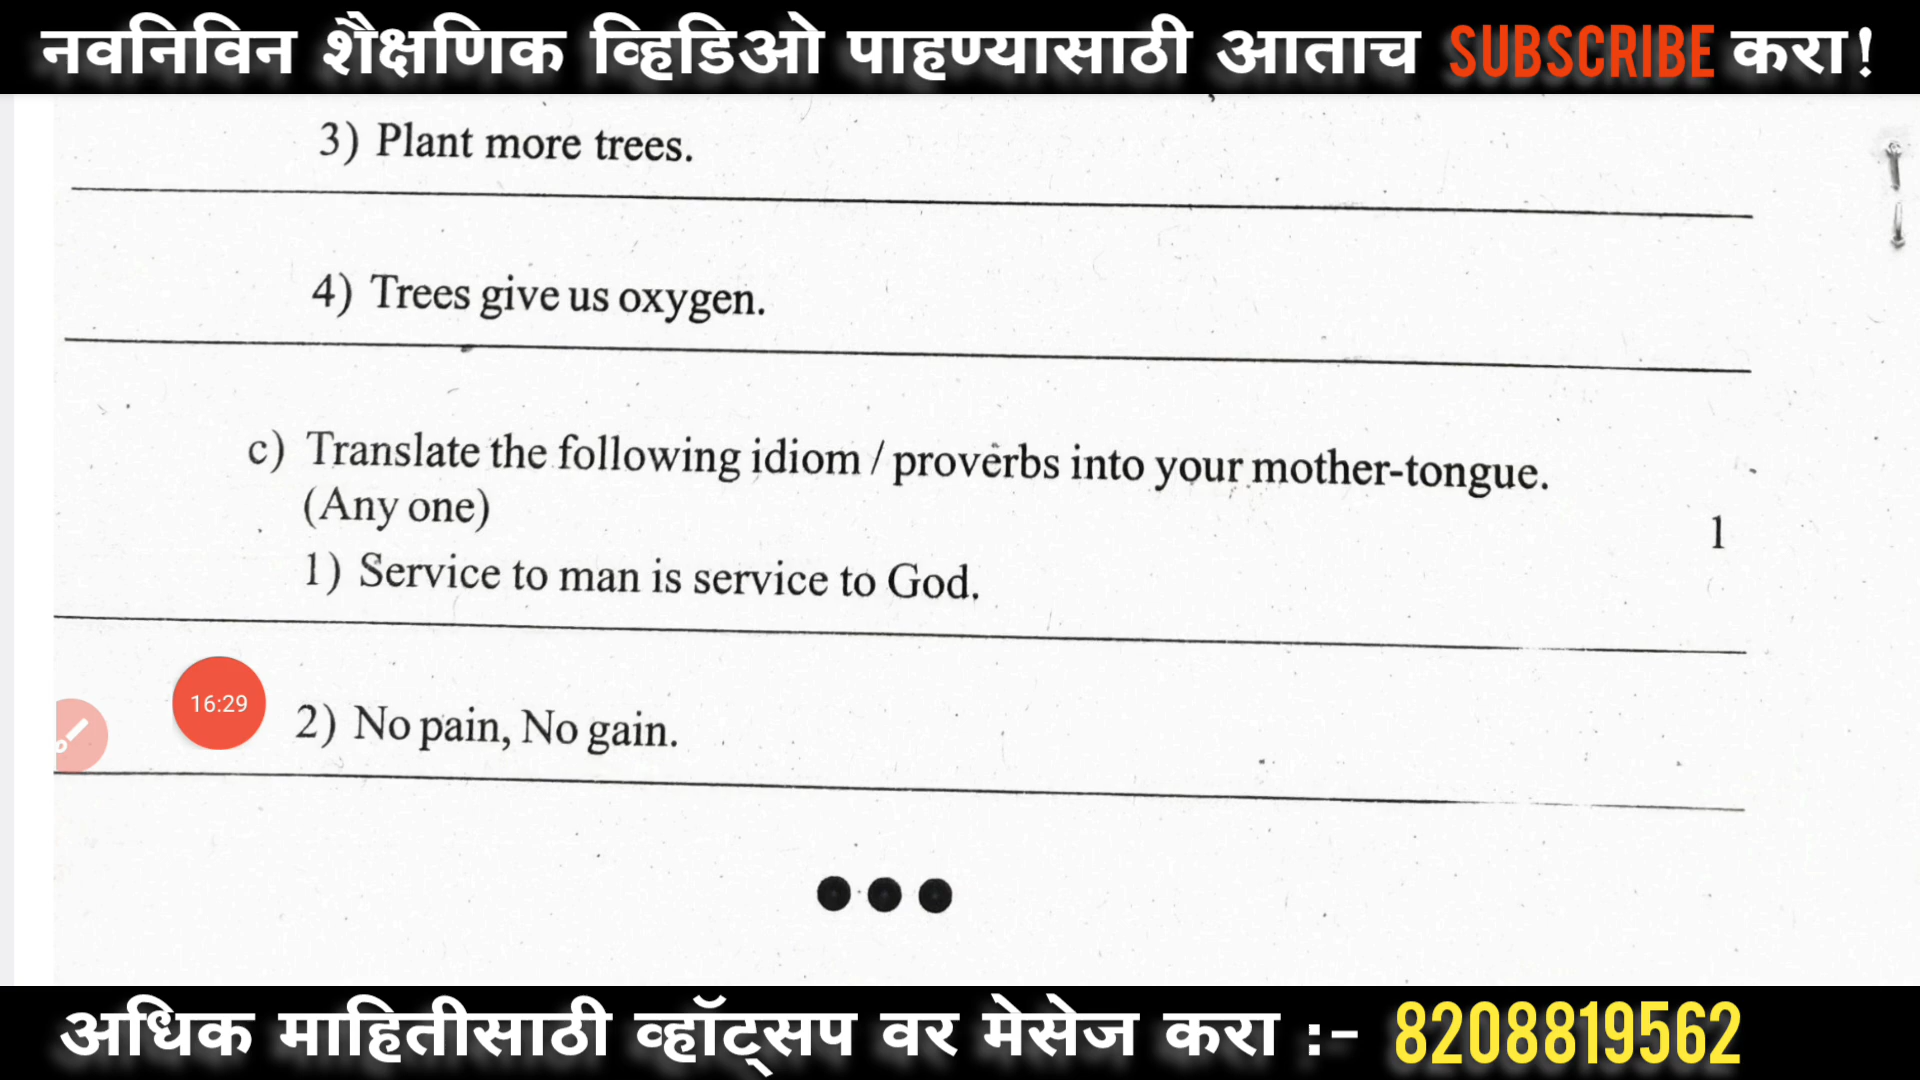 नवनिविन शैक्षणिक व्हिडिओ पाहण्यासाठी आताच SUBSCRIBE करा!
3) Plant more trees.
4) Trees give us oxygen.
c) Translate the following idiom / proverbs into your mother-tongue.
(Any one)
1
1) Service to man is service to God.
16:29
2) No pain, No gain.
अधिक माहितीसाठी व्हॉट्सप वर मेसेज करा :- 8208819562